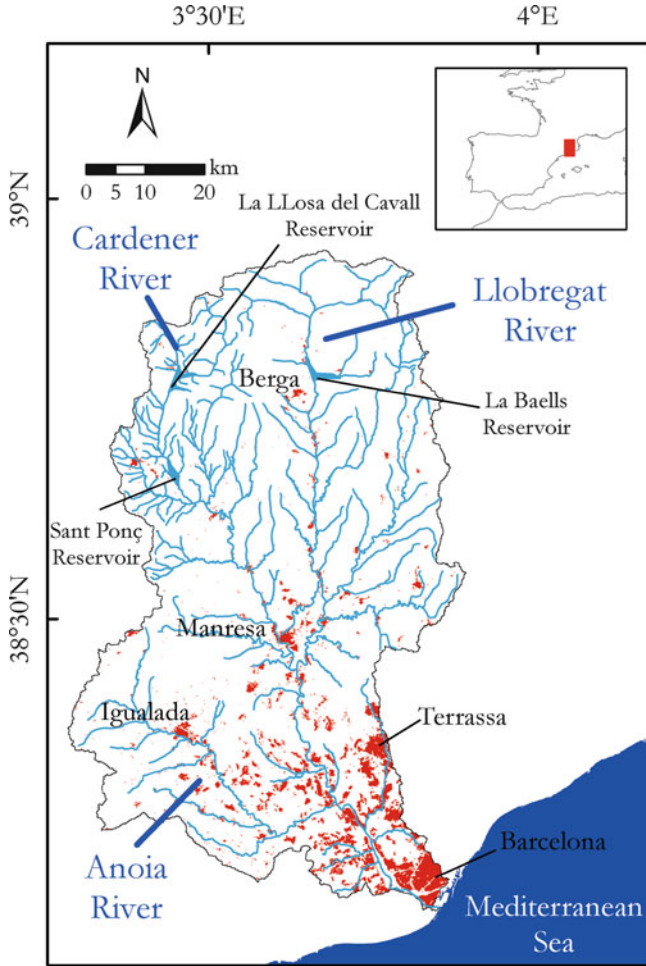 3°30'E
4°E
N
km
0 5 10 20
39°N
La LLosa del Cavall
Reservoir
Cardener
River
Llobregat
River
Berga
La Baells
Reservoir
Sant Ponç
Reservoir
38°30'N
Manresa
Igualada
Terrassa
Anoia
River
Barcelona
Mediterranean
Sea